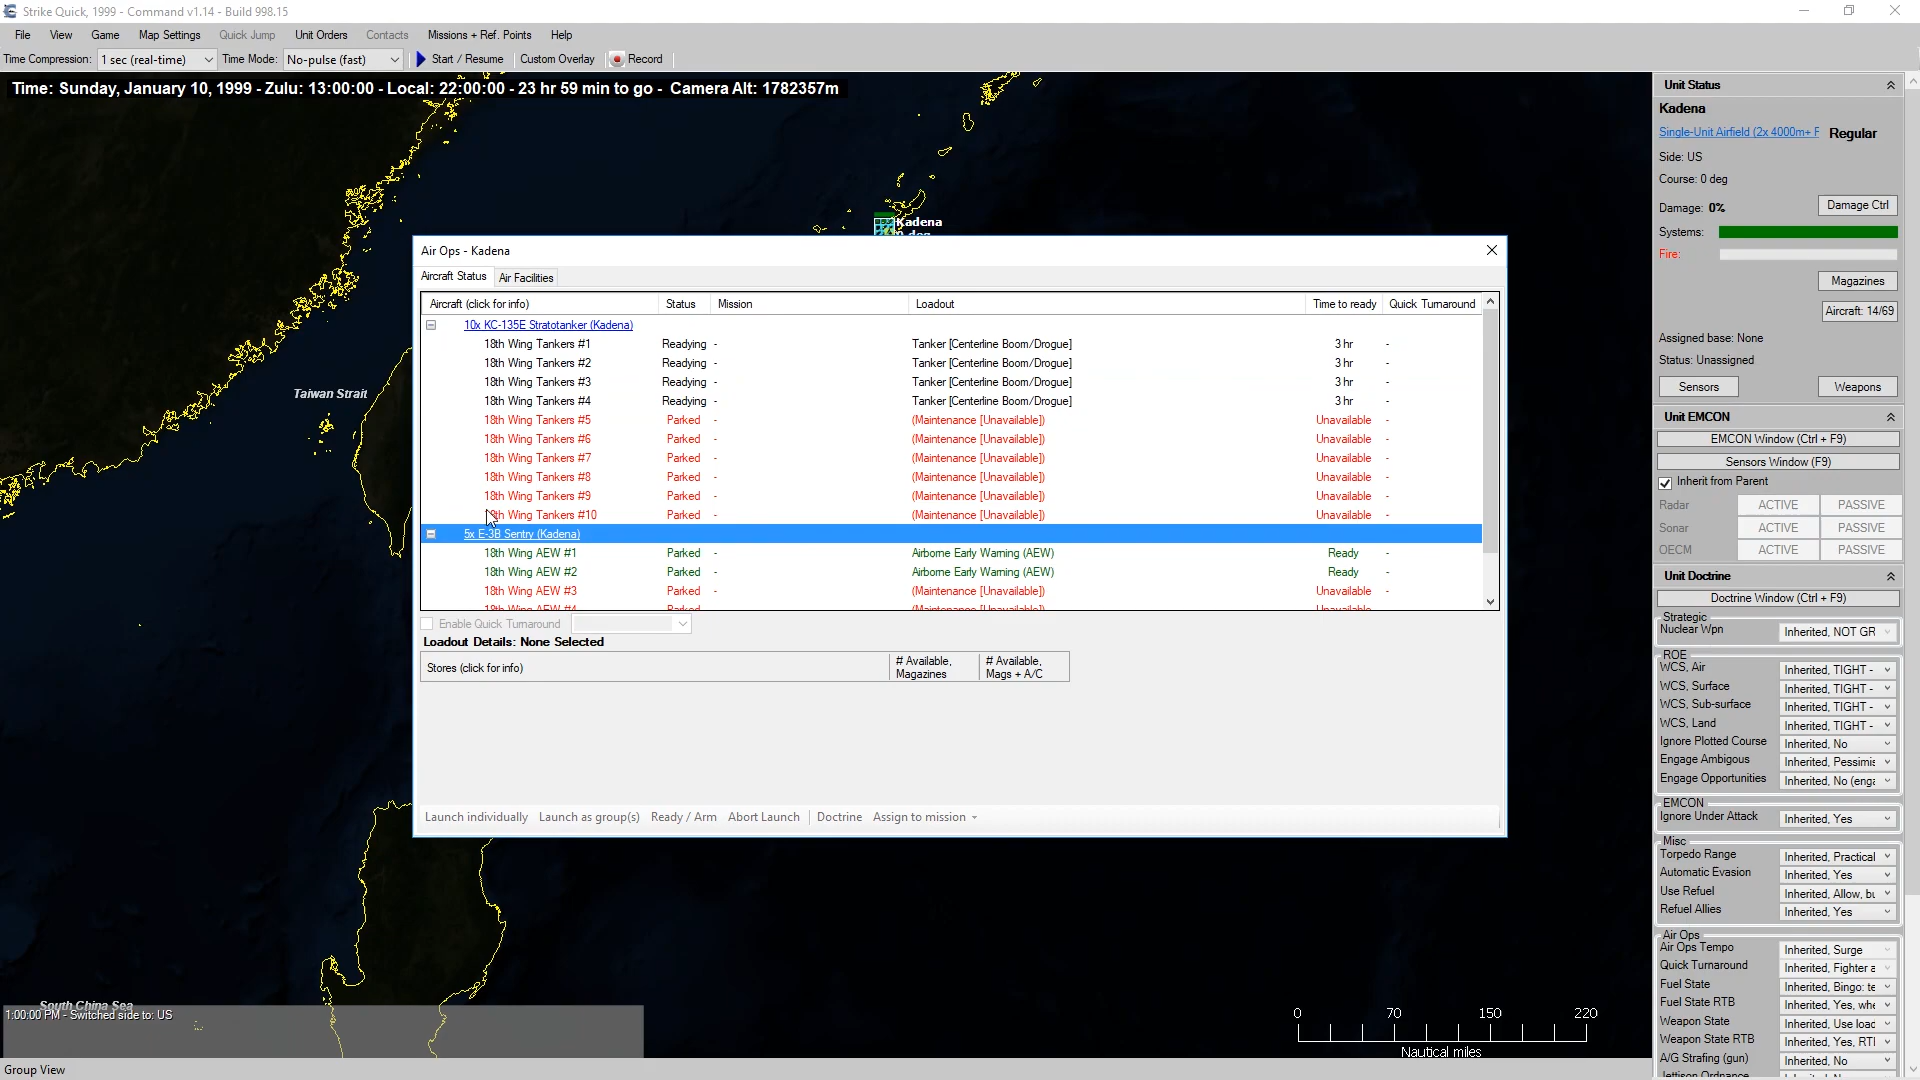 Strike Quick, 1999 - Command v1.14 - Build 998.15
File View Game Map Settings Quick Jump Unit Orders Contacts Missions + Ref. Points Help
Time Compression: 1 sec (real-time) Time Mode: No-pulse (fast) Start / Resume Custom Overlay Record
Time: Sunday, January 10, 1999 - Zulu: 13:00:00 - Local: 22:00:00 - 23 hr 59 min to go - Camera Alt: 1782357m
Kadena
0 deg
Taiwan Strait
South China Sea
Air Ops - Kadena
Aircraft Status Air Facilities
Aircraft (click for info) Status Mission Loadout Time to ready Quick Turnaround
10x KC-135E Stratotanker (Kadena)
18th Wing Tankers #1 Readying - Tanker [Centerline Boom/Drogue] 3 hr -
18th Wing Tankers #2 Readying - Tanker [Centerline Boom/Drogue] 3 hr -
18th Wing Tankers #3 Readying - Tanker [Centerline Boom/Drogue] 3 hr -
18th Wing Tankers #4 Readying - Tanker [Centerline Boom/Drogue] 3 hr -
18th Wing Tankers #5 Parked - (Maintenance [Unavailable]) Unavailable -
18th Wing Tankers #6 Parked - (Maintenance [Unavailable]) Unavailable -
18th Wing Tankers #7 Parked - (Maintenance [Unavailable]) Unavailable -
18th Wing Tankers #8 Parked - (Maintenance [Unavailable]) Unavailable -
18th Wing Tankers #9 Parked - (Maintenance [Unavailable]) Unavailable -
18th Wing Tankers #10 Parked - (Maintenance [Unavailable]) Unavailable -
5x E-3B Sentry (Kadena)
18th Wing AEW #1 Parked - Airborne Early Warning (AEW) Ready -
18th Wing AEW #2 Parked - Airborne Early Warning (AEW) Ready -
18th Wing AEW #3 Parked - (Maintenance [Unavailable]) Unavailable -
18th Wing AEW #4 Parked (Maintenance [Unavailable]) Unavailable
Enable Quick Turnaround
Loadout Details: None Selected
Stores (click for info) # Available, Magazines # Available, Mags + A/C
Launch individually Launch as group(s) Ready / Arm Abort Launch Doctrine Assign to mission
Unit Status
Kadena
Single-Unit Airfield (2x 4000m+ F Regular
Side: US
Course: 0 deg
Damage: 0% Damage Ctrl
Systems:
Fire:
Magazines
Aircraft: 14/69
Assigned base: None
Status: Unassigned
Sensors Weapons
Unit EMCON
EMCON Window (Ctrl + F9)
Sensors Window (F9)
Inherit from Parent
Radar ACTIVE PASSIVE
Sonar ACTIVE PASSIVE
OECM ACTIVE PASSIVE
Unit Doctrine
Doctrine Window (Ctrl + F9)
Strategic
Nuclear Wpn Inherited, NOT GR
ROE
WCS, Air Inherited, TIGHT -
WCS, Surface Inherited, TIGHT -
WCS, Sub-surface Inherited, TIGHT -
WCS, Land Inherited, TIGHT -
Ignore Plotted Course Inherited, No
Engage Ambiguous Inherited, Pessimis
Engage Opportunities Inherited, No (enga
EMCON
Ignore Under Attack Inherited, Yes
Misc
Torpedo Range Inherited, Practical
Automatic Evasion Inherited, Yes
Use Refuel Inherited, Allow, bu
Refuel Allies Inherited, Yes
Air Ops
Air Ops Tempo Inherited, Surge
Quick Turnaround Inherited, Fighter a
Fuel State Inherited, Bingo: te
Fuel State RTB Inherited, Yes, whe
Weapon State Inherited, Use load
Weapon State RTB Inherited, Yes, RTI
A/G Strafing (gun) Inherited, No
Jettison Ordnance
1:00:00 PM - Switched side to: US
0 70 150 220
Nautical miles
Group View